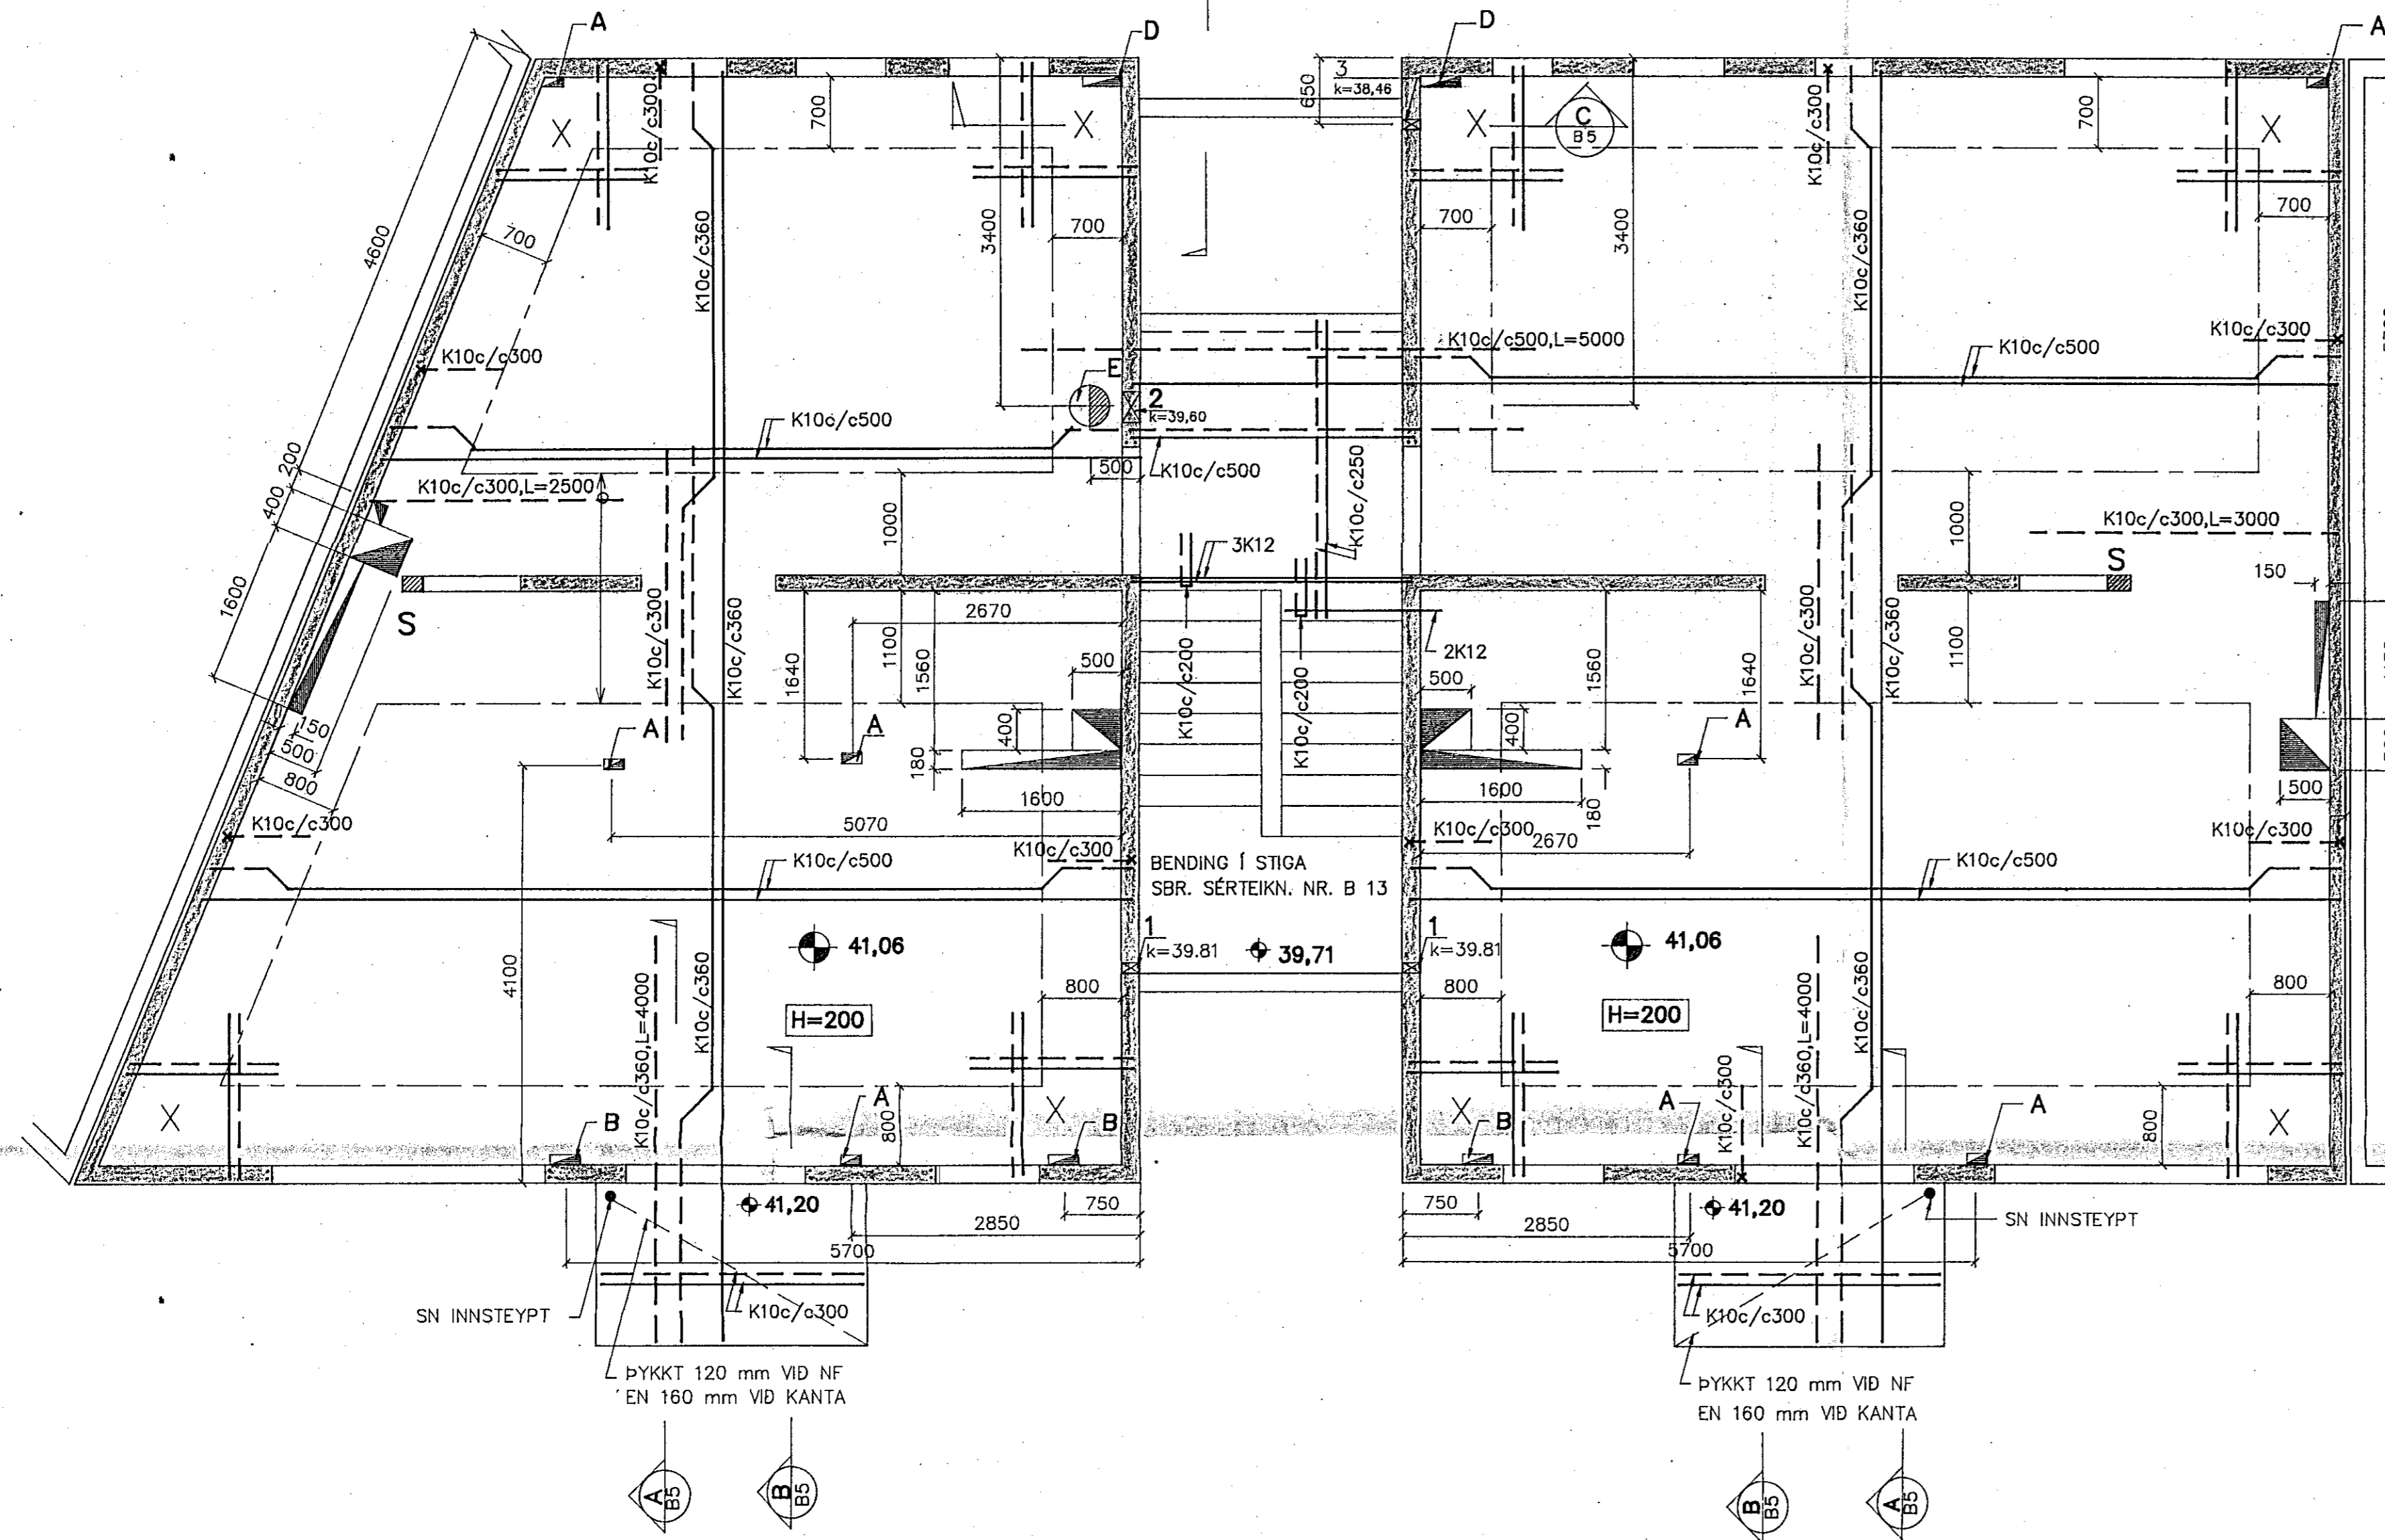 A
D
D
A
3
k=38,46
650
C
B5
700
700
K10c/c300
K10c/c300
4600
700
700
700
700
3400
3400
K10c/c360
K10c/c360
K10c/c300
K10c/c500,L=5000
K10c/c300
K10c/c500
E
2
k=39,60
K10c/c500
K10c/c500
500
K10c/c250
200
400
K10c/c300,L=2500
1000
1000
K10c/c300,L=3000
3K12
S
S
150
1600
K10c/c300
K10c/c360
2670
1640
1100
1560
500
K10c/c200
K10c/c200
2K12
500
1560
1640
K10c/c300
K10c/c360
1100
150
500
800
A
A
400
180
1600
400
1600
180
A
500
5070
2670
K10c/c300
K10c/c300
K10c/c300
K10c/c300
K10c/c500
K10c/c500
BENDING Í STIGA
SBR. SÉRTEIKN. NR. B 13
1
k=39.81
39,71
1
k=39.81
41,06
41,06
4100
K10c/c360,L=4000
K10c/c360
H=200
800
800
H=200
K10c/c300
K10c/c360,L=4000
K10c/c360
800
B
A
800
B
B
A
A
800
41,20
750
2850
5700
750
2850
5700
41,20
SN INNSTEYPT
SN INNSTEYPT
K10c/c300
K10c/c300
ÞYKKT 120 mm VIÐ NF
EN 160 mm VIÐ KANTA
ÞYKKT 120 mm VIÐ NF
EN 160 mm VIÐ KANTA
A
B5
B
B5
B
B5
A
B5